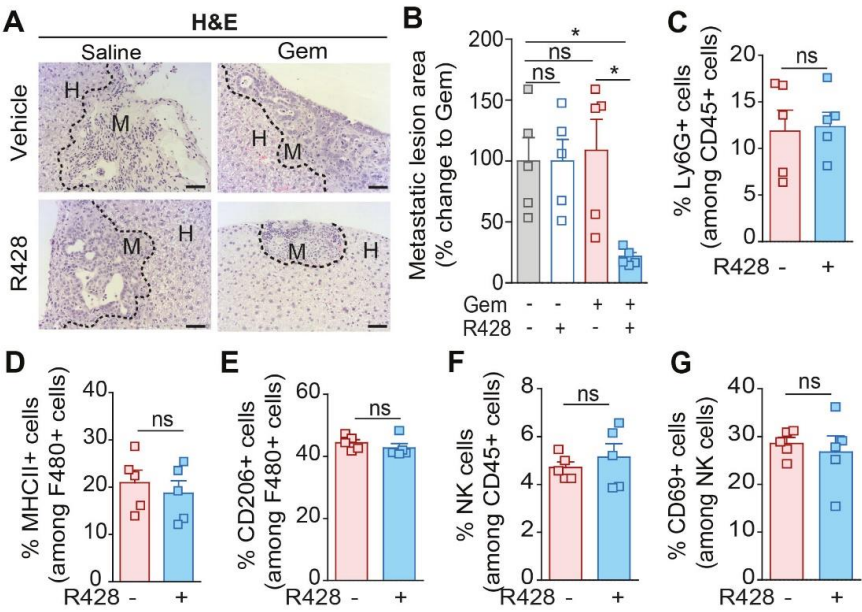 A
H&E
Saline
Gem
Vehicle
H
M
H
M
R428
M
H
M
H
B
Metastatic lesion area
(% change to Gem)
200
150
100
50
0
*
ns
ns
*
Gem - - + +
R428 - + - +
C
% Ly6G+ cells
(among CD45+ cells)
20
15
10
5
0
ns
R428 - +
D
% MHCII+ cells
(among F480+ cells)
40
30
20
10
0
ns
R428 - +
E
% CD206+ cells
(among F480+ cells)
60
40
20
0
ns
R428 - +
F
% NK cells
(among CD45+ cells)
8
6
4
2
0
ns
R428 - +
G
% CD69+ cells
(among NK cells)
40
30
20
10
0
ns
R428 - +